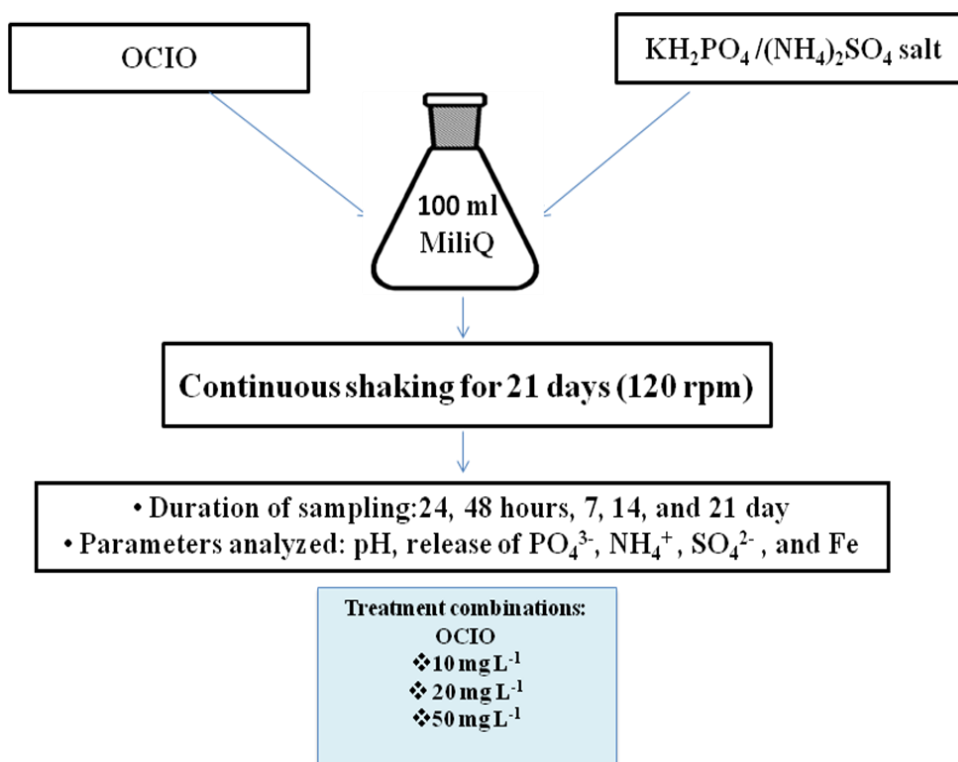 OCIO
KH₂PO₄/(NH₄)₂SO₄ salt
100 ml
MiliQ
Continuous shaking for 21 days (120 rpm)
• Duration of sampling:24, 48 hours, 7, 14, and 21 day
• Parameters analyzed: pH, release of PO₄³⁻, NH₄⁺, SO₄²⁻ , and Fe
Treatment combinations:
OCIO
❖10 mg L⁻¹
❖ 20 mg L⁻¹
❖50 mg L⁻¹